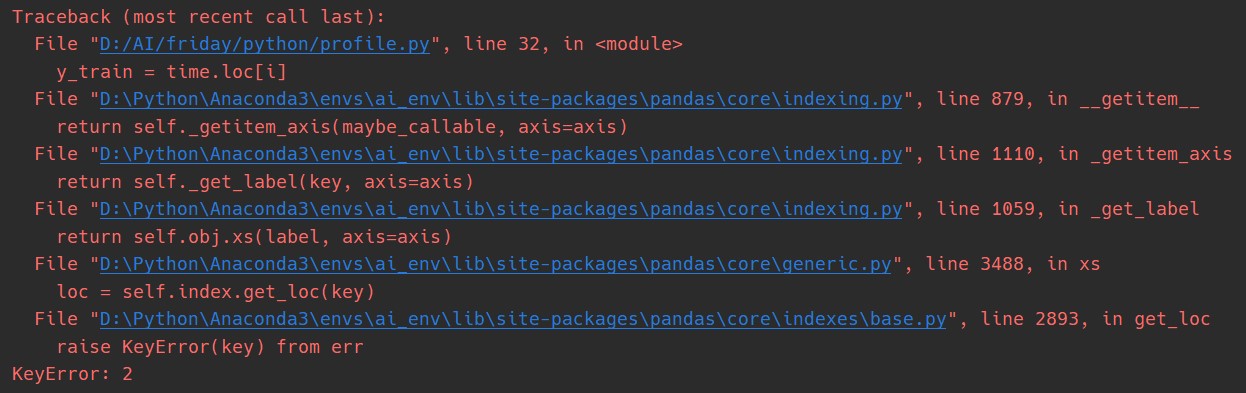 Traceback (most recent call last):
  File "D:/AI/friday/python/profile.py", line 32, in <module>
    y_train = time.loc[i]
  File "D:\Python\Anaconda3\envs\ai_env\lib\site-packages\pandas\core\indexing.py", line 879, in __getitem__
    return self._getitem_axis(maybe_callable, axis=axis)
  File "D:\Python\Anaconda3\envs\ai_env\lib\site-packages\pandas\core\indexing.py", line 1110, in _getitem_axis
    return self._get_label(key, axis=axis)
  File "D:\Python\Anaconda3\envs\ai_env\lib\site-packages\pandas\core\indexing.py", line 1059, in _get_label
    return self.obj.xs(label, axis=axis)
  File "D:\Python\Anaconda3\envs\ai_env\lib\site-packages\pandas\core\generic.py", line 3488, in xs
    loc = self.index.get_loc(key)
  File "D:\Python\Anaconda3\envs\ai_env\lib\site-packages\pandas\core\indexes\base.py", line 2893, in get_loc
    raise KeyError(key) from err
KeyError: 2